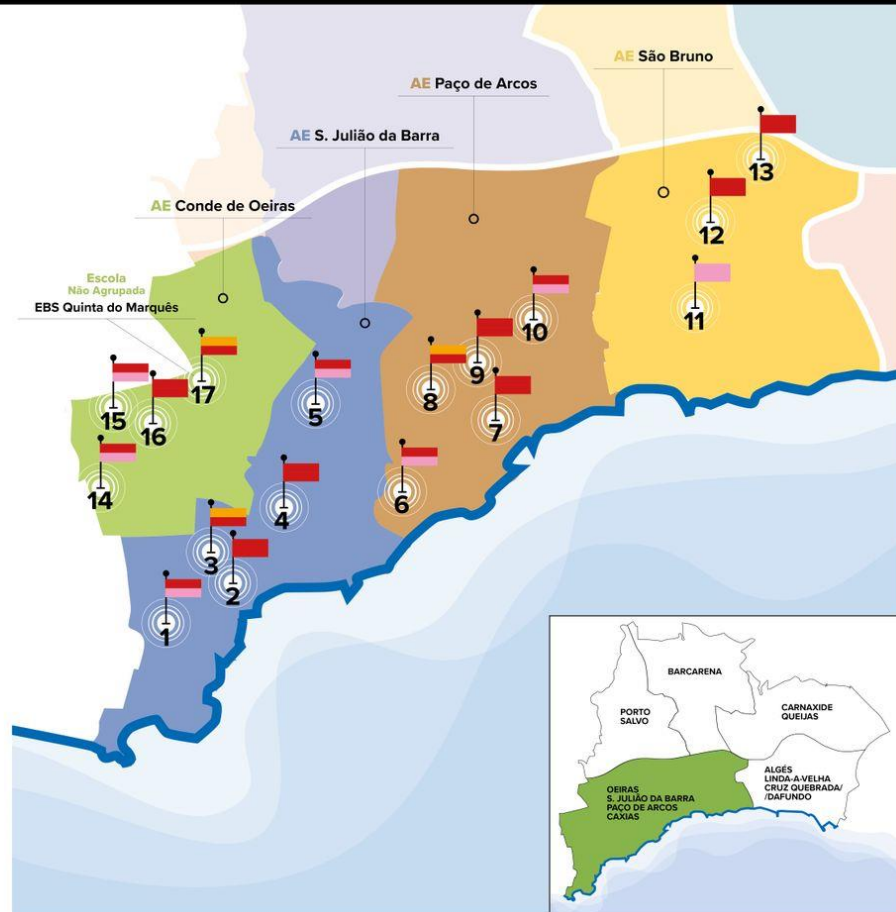 AE São Bruno
AE Paço de Arcos
AE S. Julião da Barra
AE Conde de Oeiras
Escola
Não Agrupada
EBS Quinta do Marquês
13
12
11
10
9
8
7
17
5
15
16
14
6
4
3
2
1
BARCARENA
PORTO
SALVO
CARNAXIDE
QUEIJAS
ALGÉS
LINDA-A-VELHA
CRUZ QUEBRADA/
/DAFUNDO
OEIRAS
S. JULIÃO DA BARRA
PAÇO DE ARCOS
CAXIAS